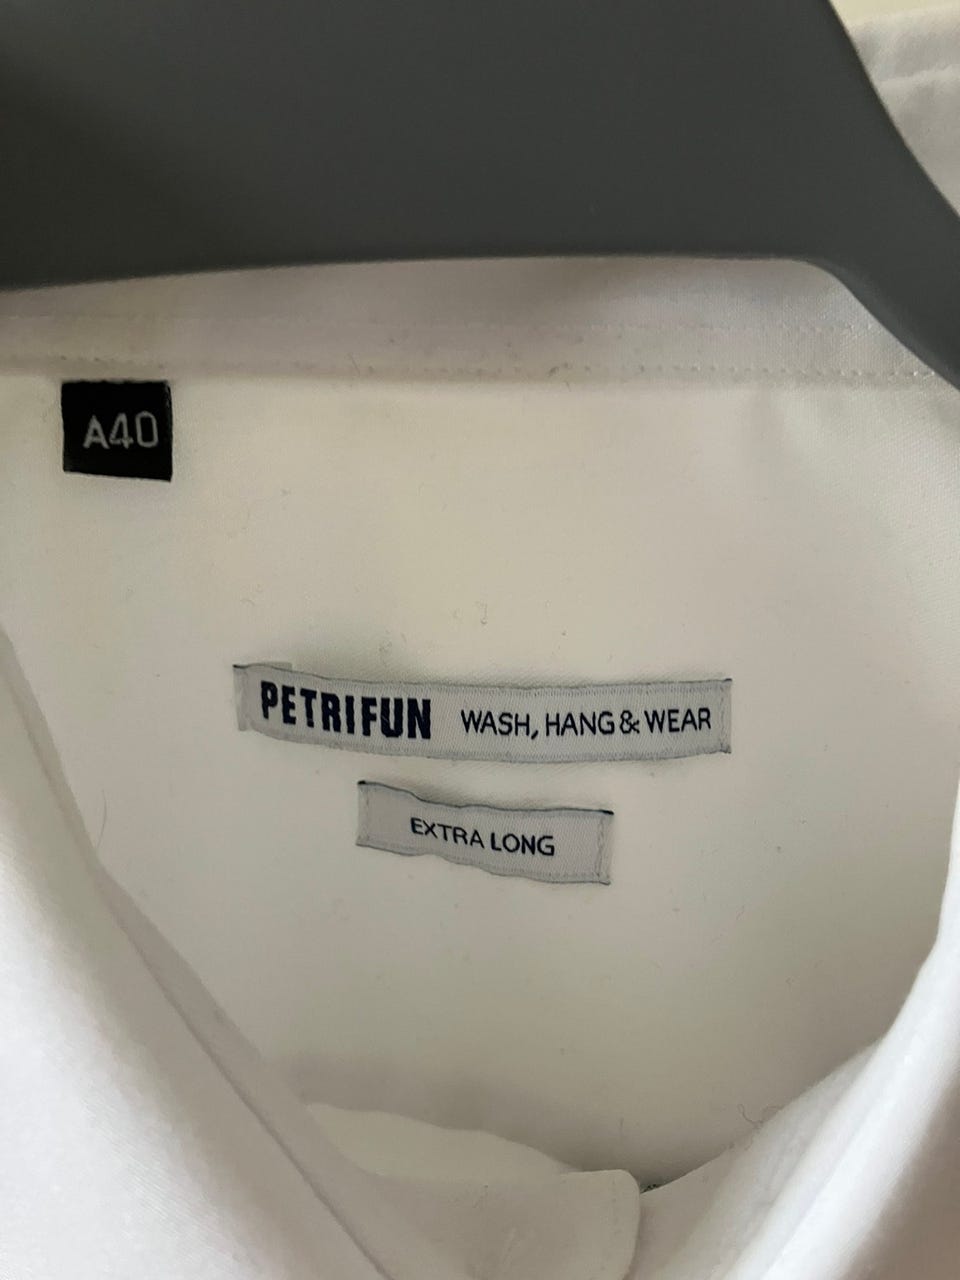 A40
PETRIFUN WASH, HANG & WEAR
EXTRA LONG